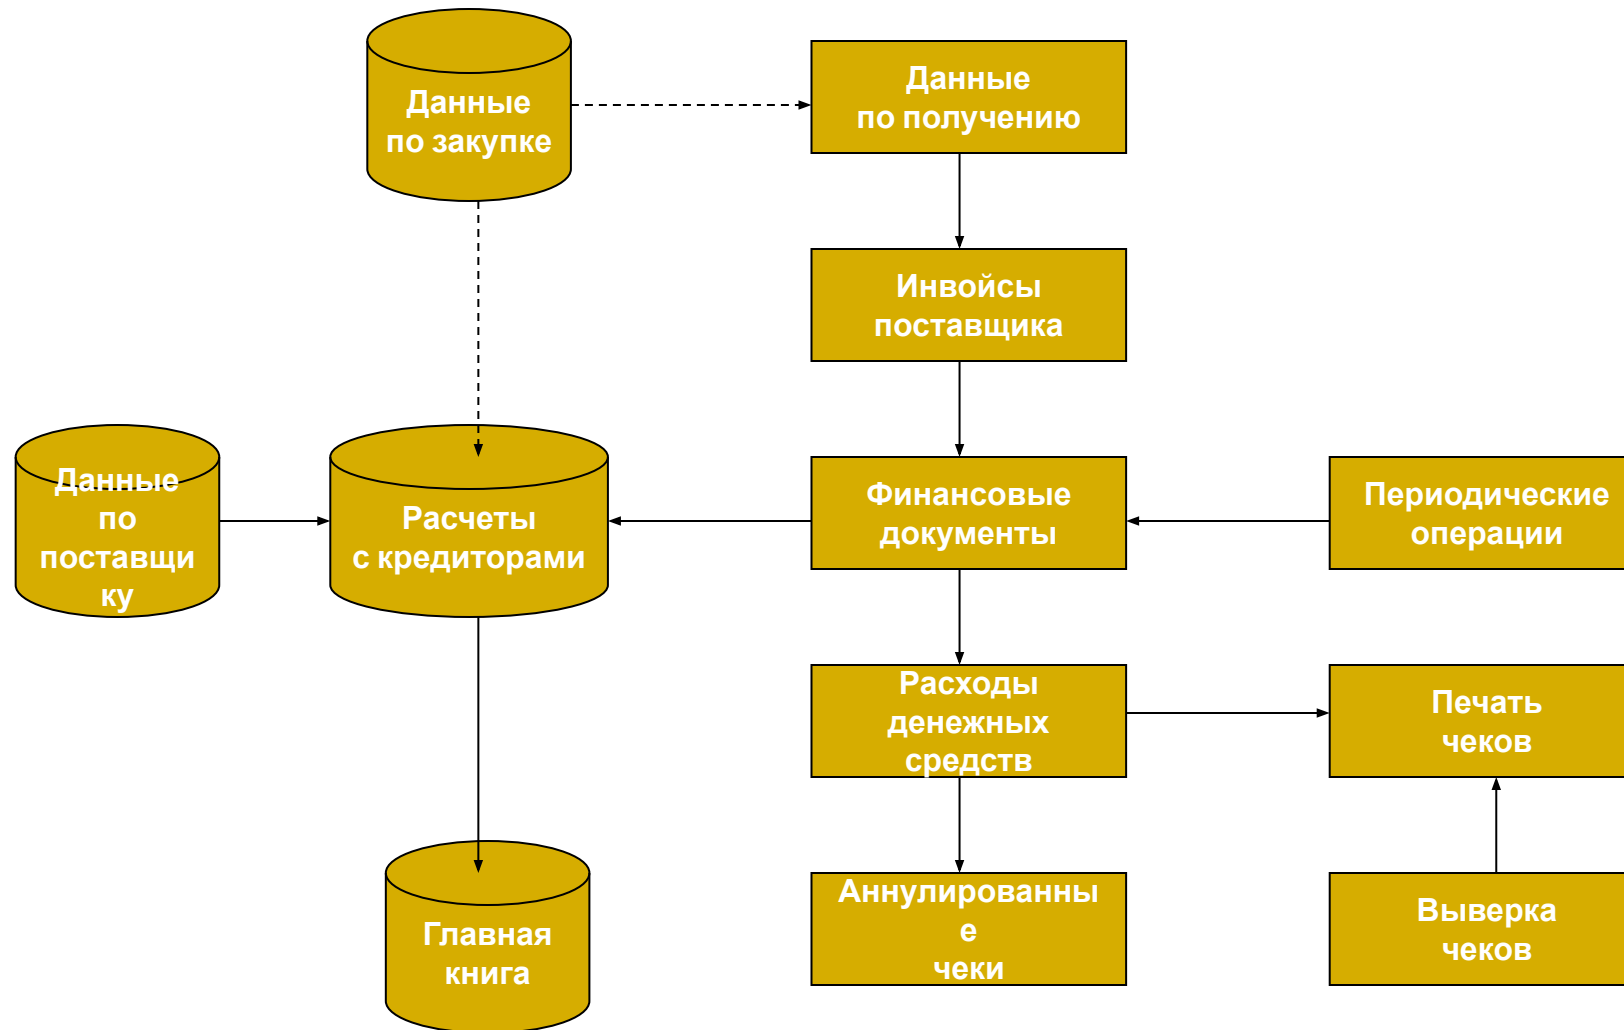 Данные
по закупке
Данные
по получению
Инвойсы
поставщика
Данные
по
поставщи
ку
Расчеты
с кредиторами
Финансовые
документы
Периодические
операции
Расходы
денежных
средств
Печать
чеков
Главная
книга
Аннулированны
е
чеки
Выверка
чеков